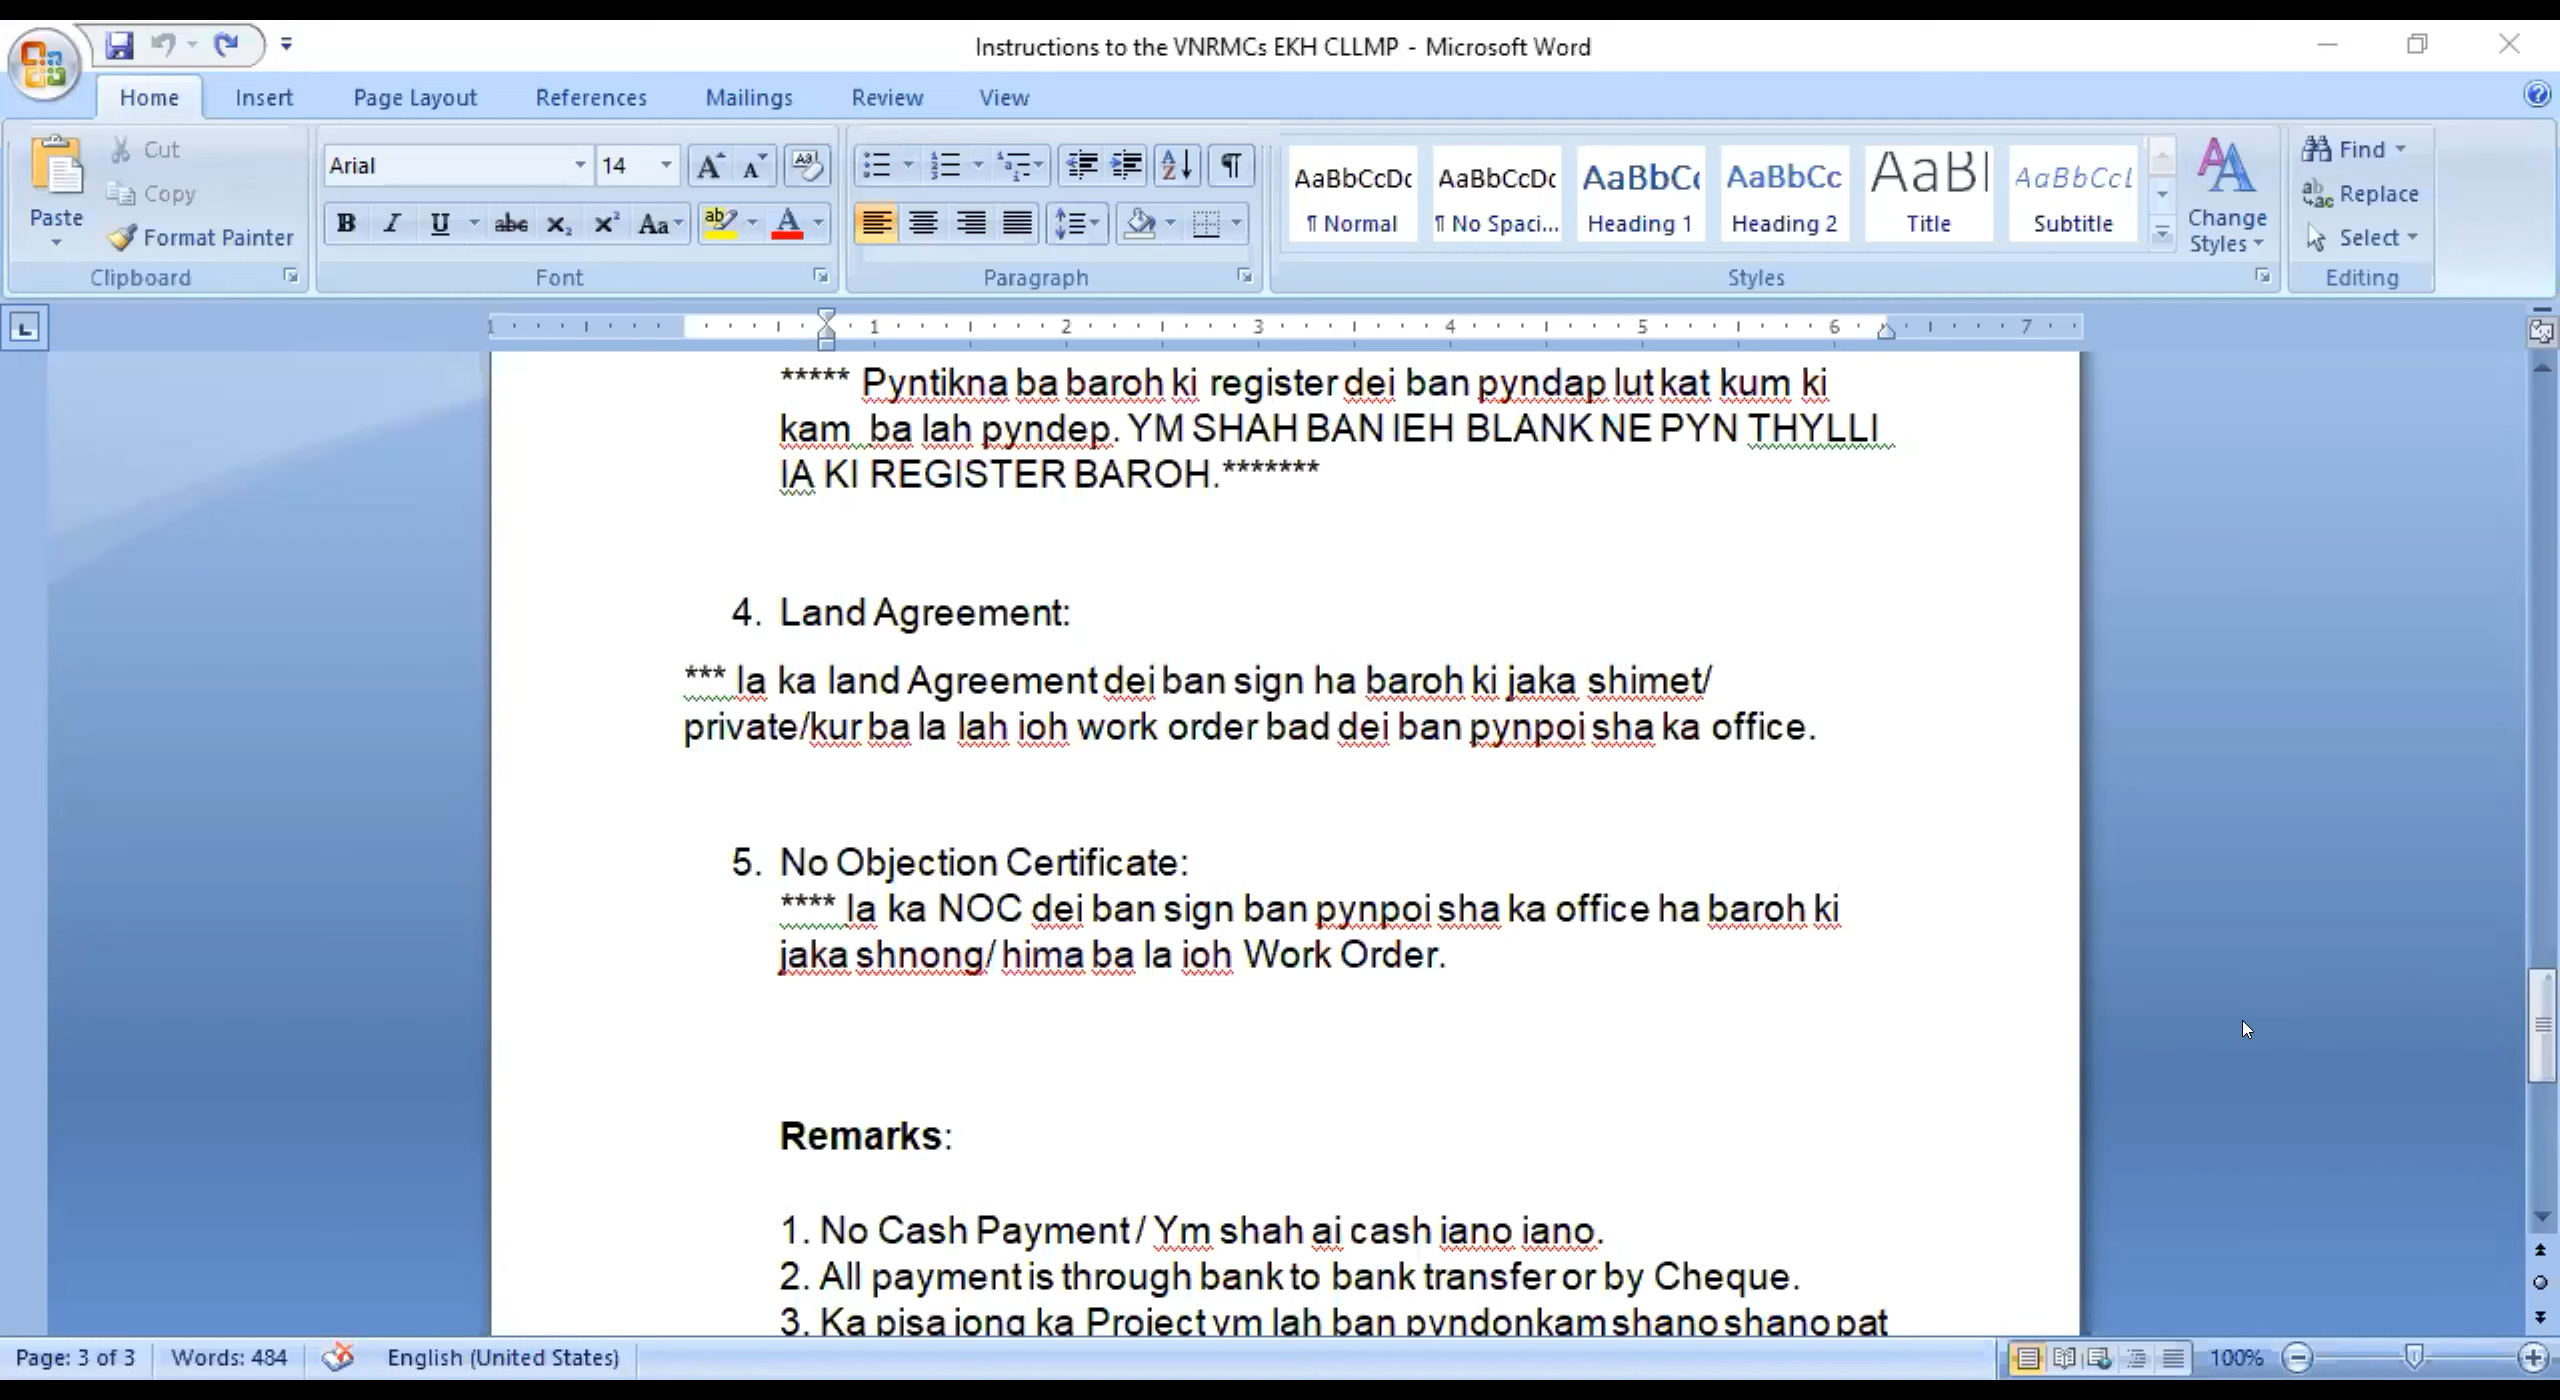 Instructions to the VNRMCs EKH CLLMP - Microsoft Word
Home Insert Page Layout References Mailings Review View
Paste
Cut
Copy
Format Painter
Clipboard
Arial 14
Font
Paragraph
AaBbCcDc AaBbCcDc AaBbCc AaBbCc AaBl AaBbCcL
¶ Normal ¶ No Spaci... Heading 1 Heading 2 Title Subtitle
Change
Styles
Styles
Find
Replace
Select
Editing
1 1 2 3 4 5 6 7
***** Pyntikna ba baroh ki register dei ban pyndap lut kat kum ki
kam ba lah pyndep. YM SHAH BAN IEH BLANK NE PYN THYLLI
IA KI REGISTER BAROH.*******
4. Land Agreement:
*** Ia ka land Agreement dei ban sign ha baroh ki jaka shimet/
private/kur ba la lah ioh work order bad dei ban pynpoi sha ka office.
5. No Objection Certificate:
**** Ia ka NOC dei ban sign ban pynpoi sha ka office ha baroh ki
jaka shnong/ hima ba la ioh Work Order.
Remarks:
1. No Cash Payment / Ym shah ai cash iano iano.
2. All payment is through bank to bank transfer or by Cheque.
3. Ka pisa jong ka Project ym lah ban pyndonkam shano shano pat
Page: 3 of 3 Words: 484 English (United States) 100%